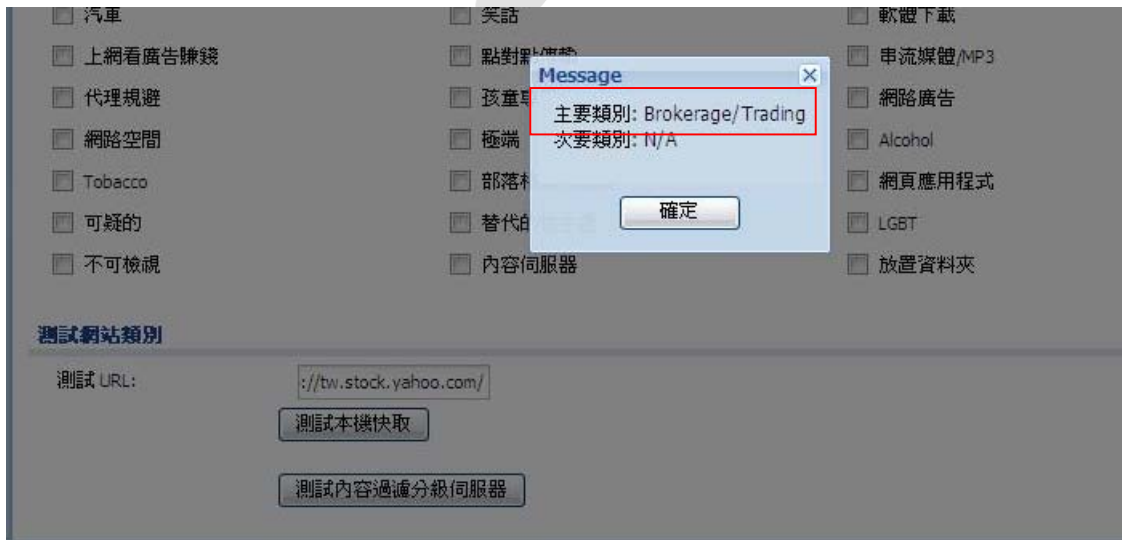 汽車 笑話 軟體下載
上網看廣告賺錢 點對點傳輸 串流媒體/MP3
Message
代理規避 孩童 網路廣告
主要類別: Brokerage/Trading
網路空間 極端 Alcohol
次要類別: N/A
Tobacco 部落格 網頁應用程式
確定
可疑的 替代的 LGBT
不可檢視 內容伺服器 放置資料夾
測試網站類別
測試 URL: ://tw.stock.yahoo.com/
測試本機快取
測試內容過濾分級伺服器